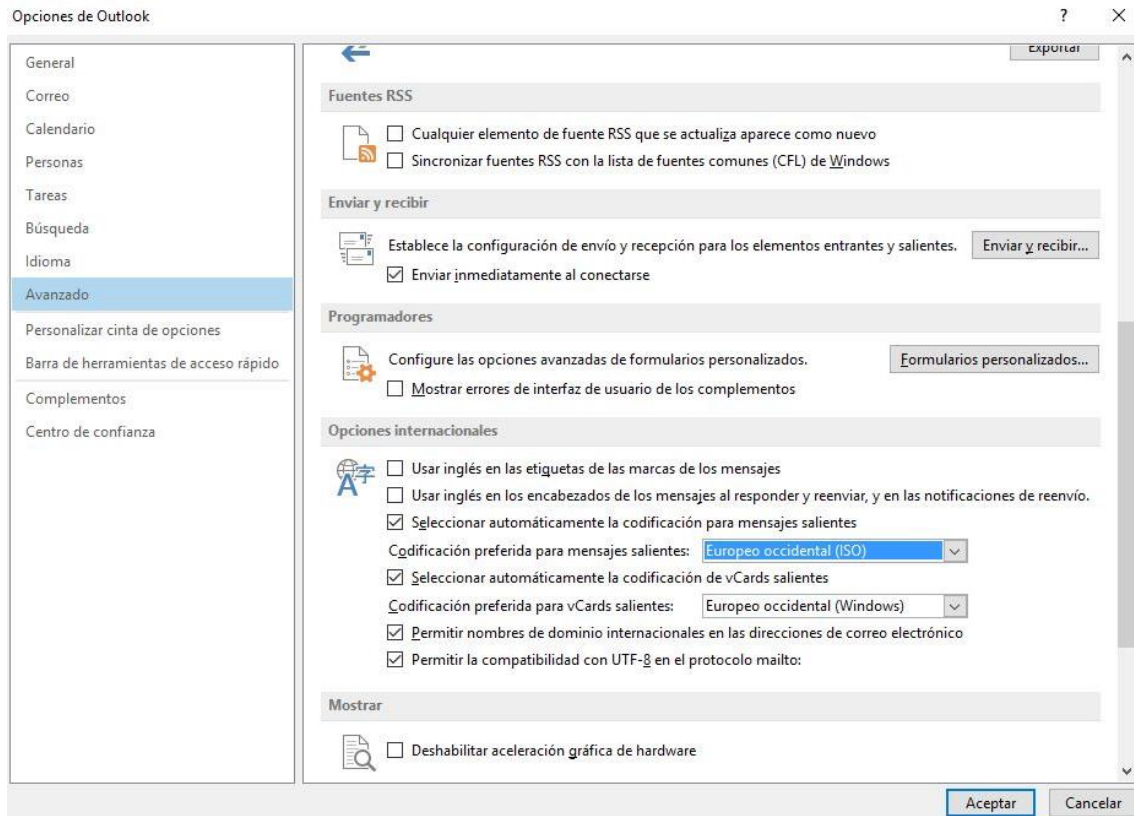 Opciones de Outlook
General
Correo
Calendario
Personas
Tareas
Búsqueda
Idioma
Avanzado
Personalizar cinta de opciones
Barra de herramientas de acceso rápido
Complementos
Centro de confianza
Exportar
Fuentes RSS
Cualquier elemento de fuente RSS que se actualiza aparece como nuevo
Sincronizar fuentes RSS con la lista de fuentes comunes (CFL) de Windows
Enviar y recibir
Establece la configuración de envío y recepción para los elementos entrantes y salientes. Enviar y recibir...
Enviar inmediatamente al conectarse
Programadores
Configure las opciones avanzadas de formularios personalizados. Formularios personalizados...
Mostrar errores de interfaz de usuario de los complementos
Opciones internacionales
Usar inglés en las etiquetas de las marcas de los mensajes
Usar inglés en los encabezados de los mensajes al responder y reenviar, y en las notificaciones de reenvío.
Seleccionar automáticamente la codificación para mensajes salientes
Codificación preferida para mensajes salientes: Europeo occidental (ISO)
Seleccionar automáticamente la codificación de vCards salientes
Codificación preferida para vCards salientes: Europeo occidental (Windows)
Permitir nombres de dominio internacionales en las direcciones de correo electrónico
Permitir la compatibilidad con UTF-8 en el protocolo mailto:
Mostrar
Deshabilitar aceleración gráfica de hardware
Aceptar Cancelar